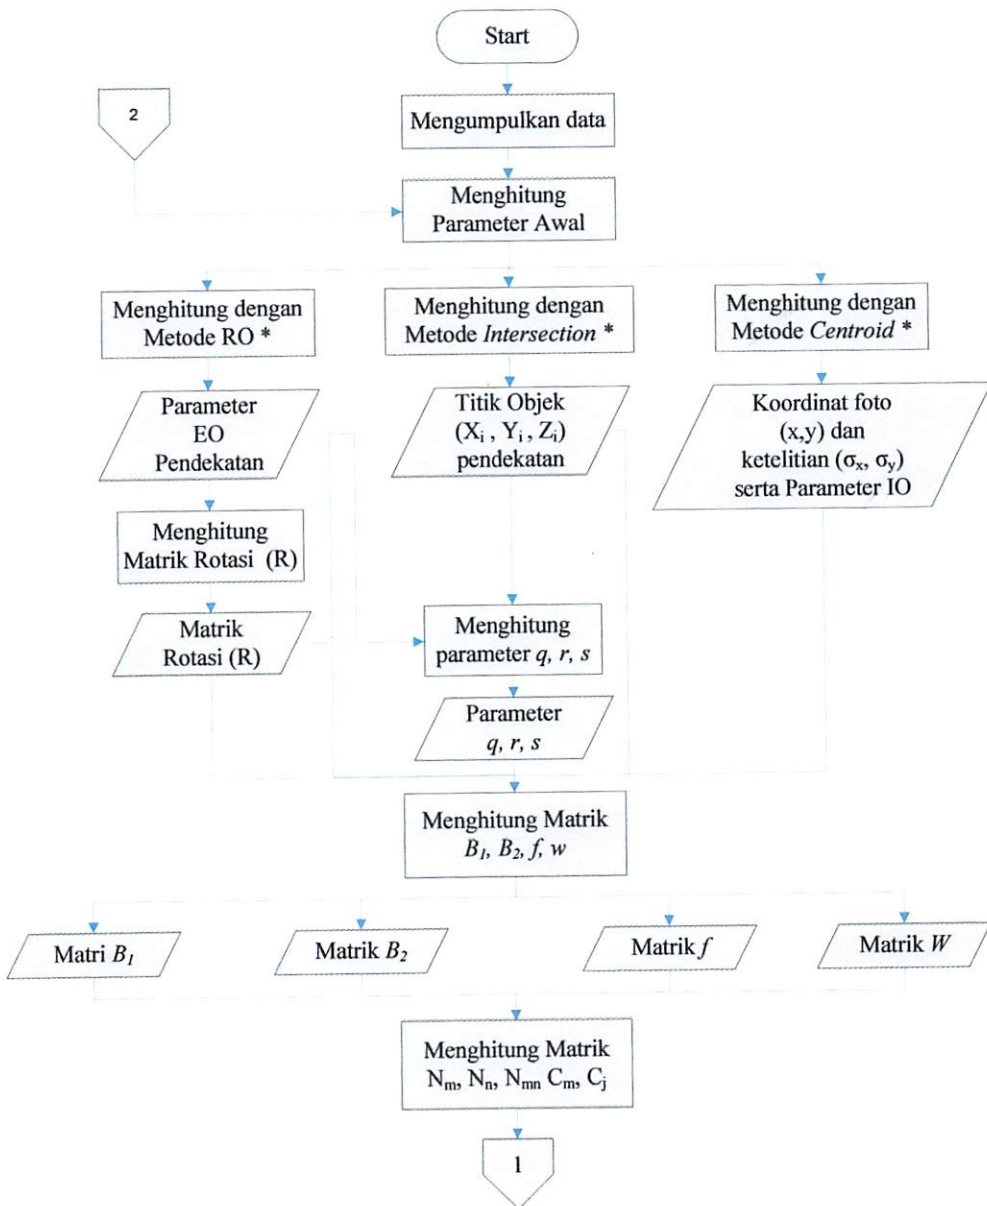 Start
2
Mengumpulkan data
Menghitung
Parameter Awal
Menghitung dengan
Metode RO *
Menghitung dengan
Metode Intersection *
Menghitung dengan
Metode Centroid *
Parameter
EO
Pendekatan
Titik Objek
(Xᵢ , Yᵢ , Zᵢ)
pendekatan
Koordinat foto
(x,y) dan
ketelitian (σₓ, σᵧ)
serta Parameter IO
Menghitung
Matrik Rotasi (R)
Matrik
Rotasi (R)
Menghitung
parameter q, r, s
Parameter
q, r, s
Menghitung Matrik
B₁, B₂, f, w
Matri B₁
Matrik B₂
Matrik f
Matrik W
Menghitung Matrik
Nₘ, Nₙ, Nₘₙ Cₘ, Cⱼ
1